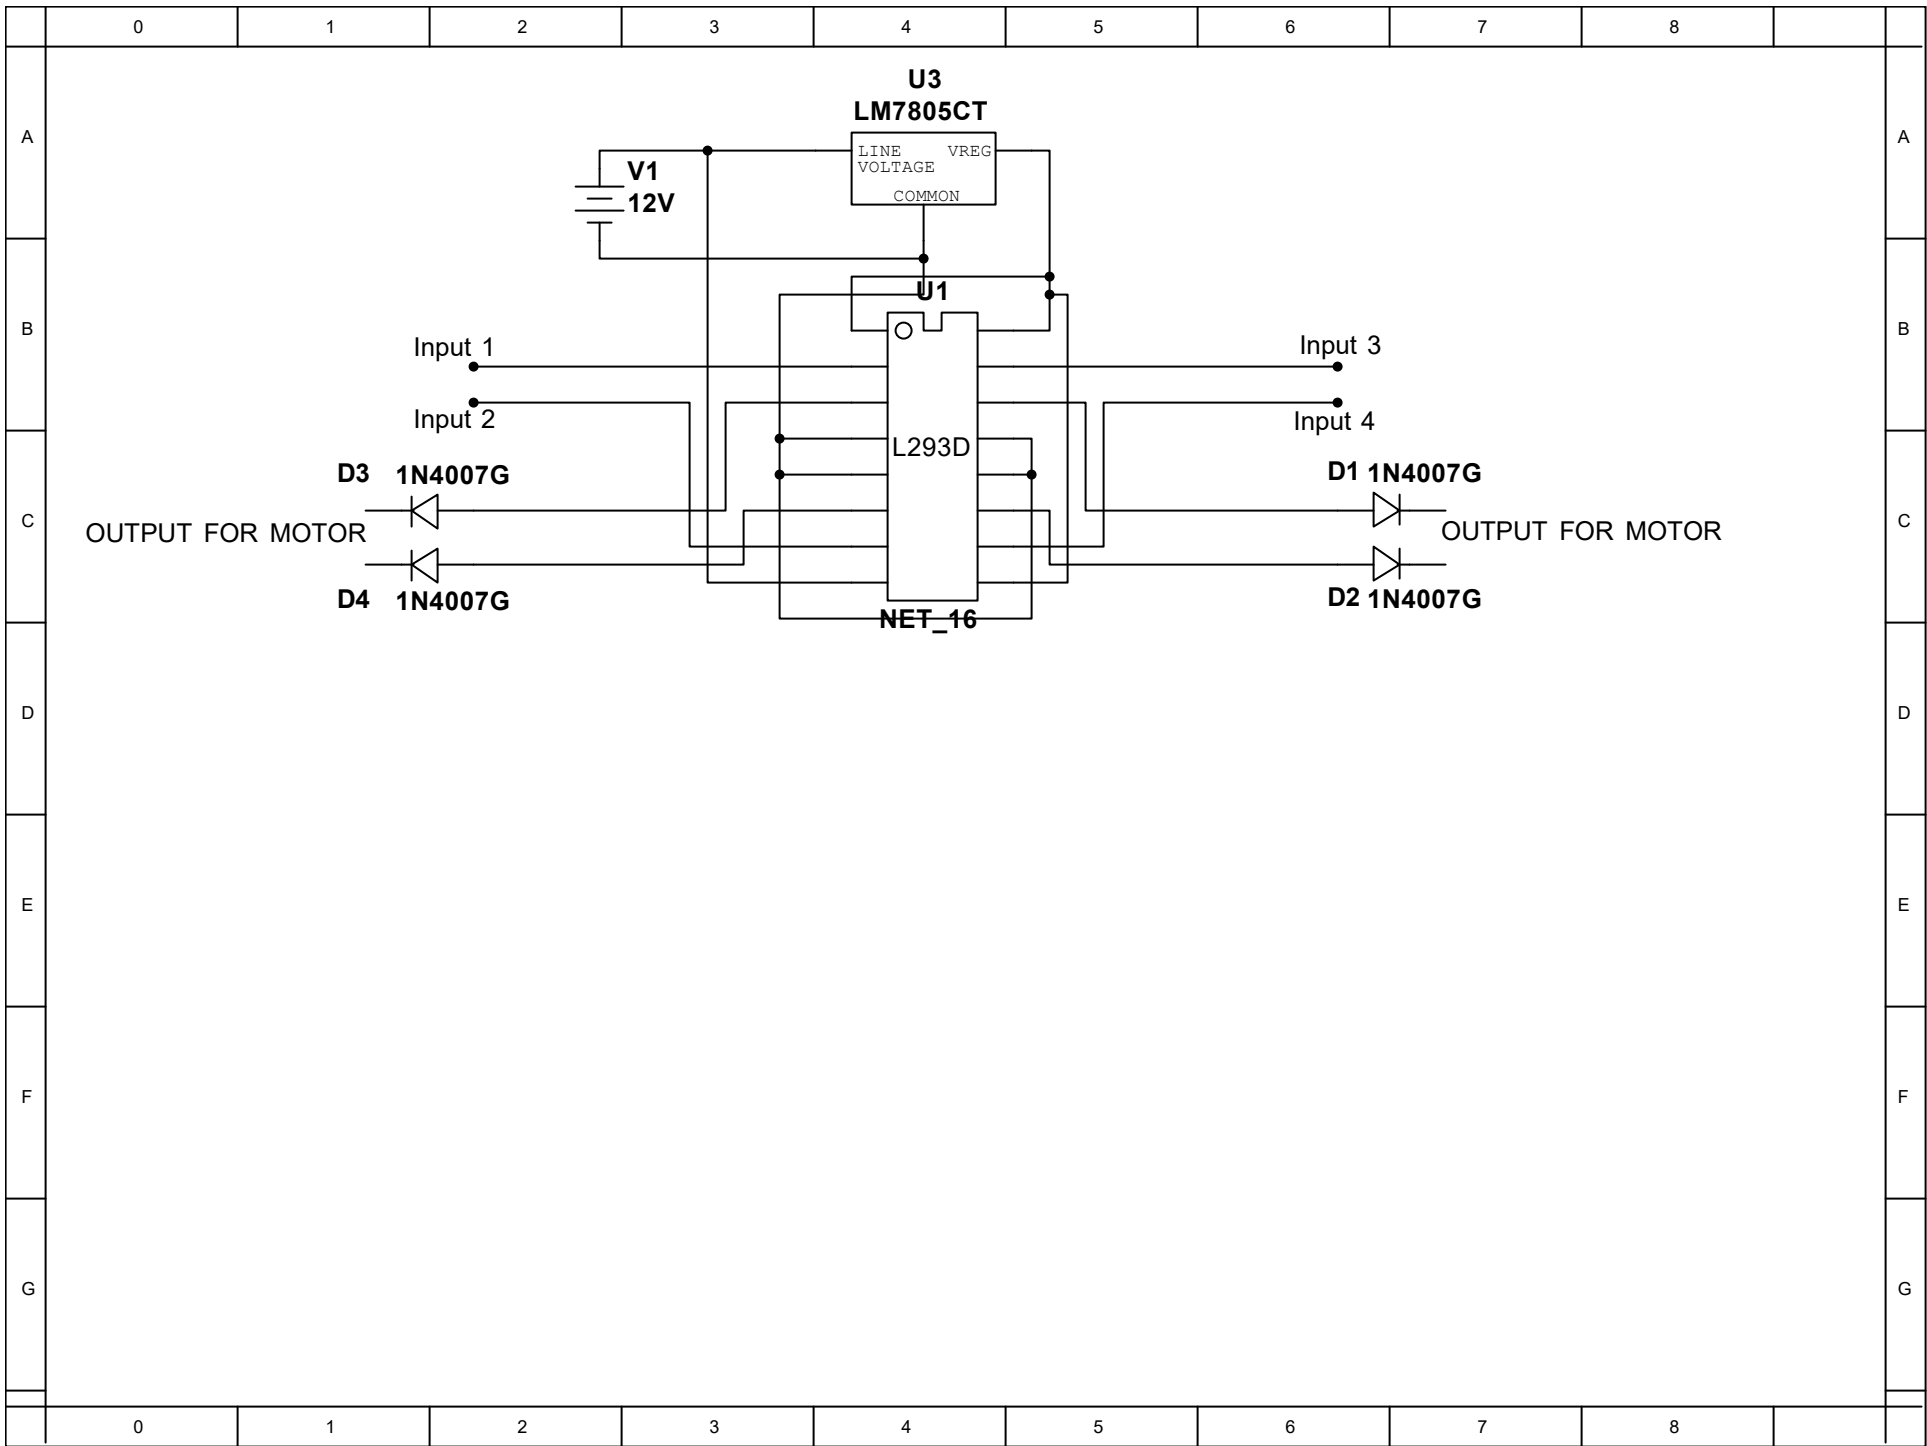 0 1 2 3 4 5 6 7 8
U3
LM7805CT
A A
LINE VREG
VOLTAGE
V1
COMMON
12V
U1
B B
Input 1 Input 3
Input 2 Input 4
L293D
D3 1N4007G D1 1N4007G
C C
OUTPUT FOR MOTOR OUTPUT FOR MOTOR
D4 1N4007G D2 1N4007G
NET_16
D D
E E
F F
G G
0 1 2 3 4 5 6 7 8